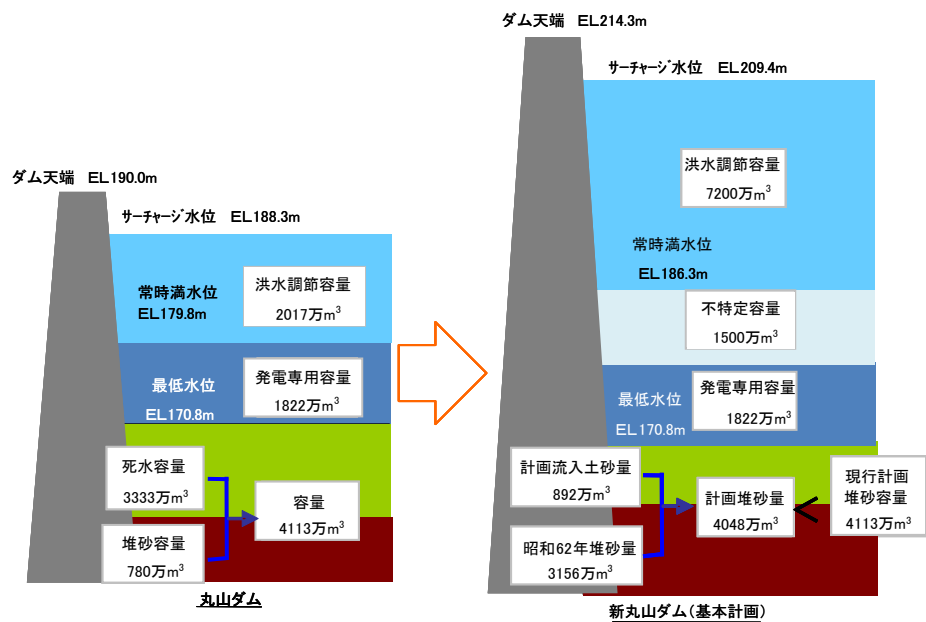 ダム天端　EL190.0m
サーチャージ水位　EL188.3m
常時満水位
EL179.8m
洪水調節容量
2017万m³
最低水位
EL170.8m
発電専用容量
1822万m³
死水容量
3333万m³
容量
4113万m³
堆砂容量
780万m³
丸山ダム
ダム天端　EL214.3m
サーチャージ水位　EL209.4m
洪水調節容量
7200万m³
常時満水位
EL186.3m
不特定容量
1500万m³
発電専用容量
1822万m³
最低水位
EL170.8m
計画流入土砂量
892万m³
計画堆砂量
4048万m³
<
現行計画
堆砂容量
4113万m³
昭和62年堆砂量
3156万m³
新丸山ダム(基本計画)